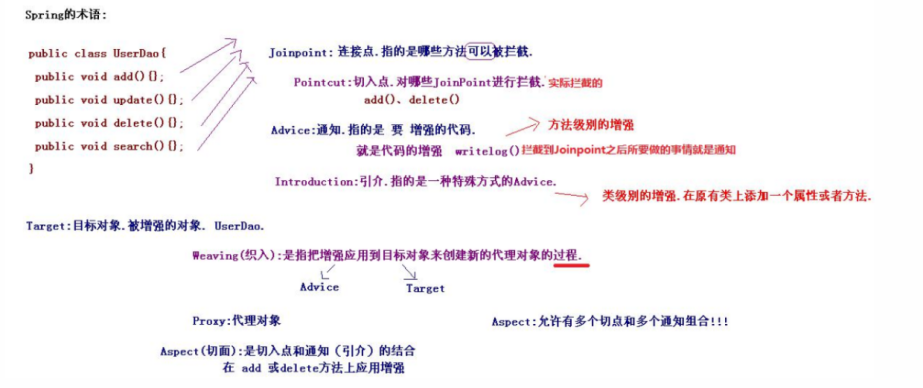 Spring的术语:
public class UserDao{
public void add(){};
public void update(){};
public void delete(){};
public void search(){};
}
Joinpoint: 连接点.指的是哪些方法可以被拦截.
Pointcut:切入点.对哪些JoinPoint进行拦截.实际拦截的
add()、delete()
Advice:通知.指的是 要 增强的代码.
方法级别的增强
就是代码的增强 writelog()拦截到Joinpoint之后所要做的事情就是通知
Introduction:引介.指的是一种特殊方式的Advice.
类级别的增强.在原有类上添加一个属性或者方法.
Target:目标对象.被增强的对象. UserDao.
Weaving(织入):是指把增强应用到目标对象来创建新的代理对象的过程.
Advice Target
Proxy:代理对象
Aspect:允许有多个切点和多个通知组合!!!
Aspect(切面):是切入点和通知（引介）的结合
在 add 或delete方法上应用增强